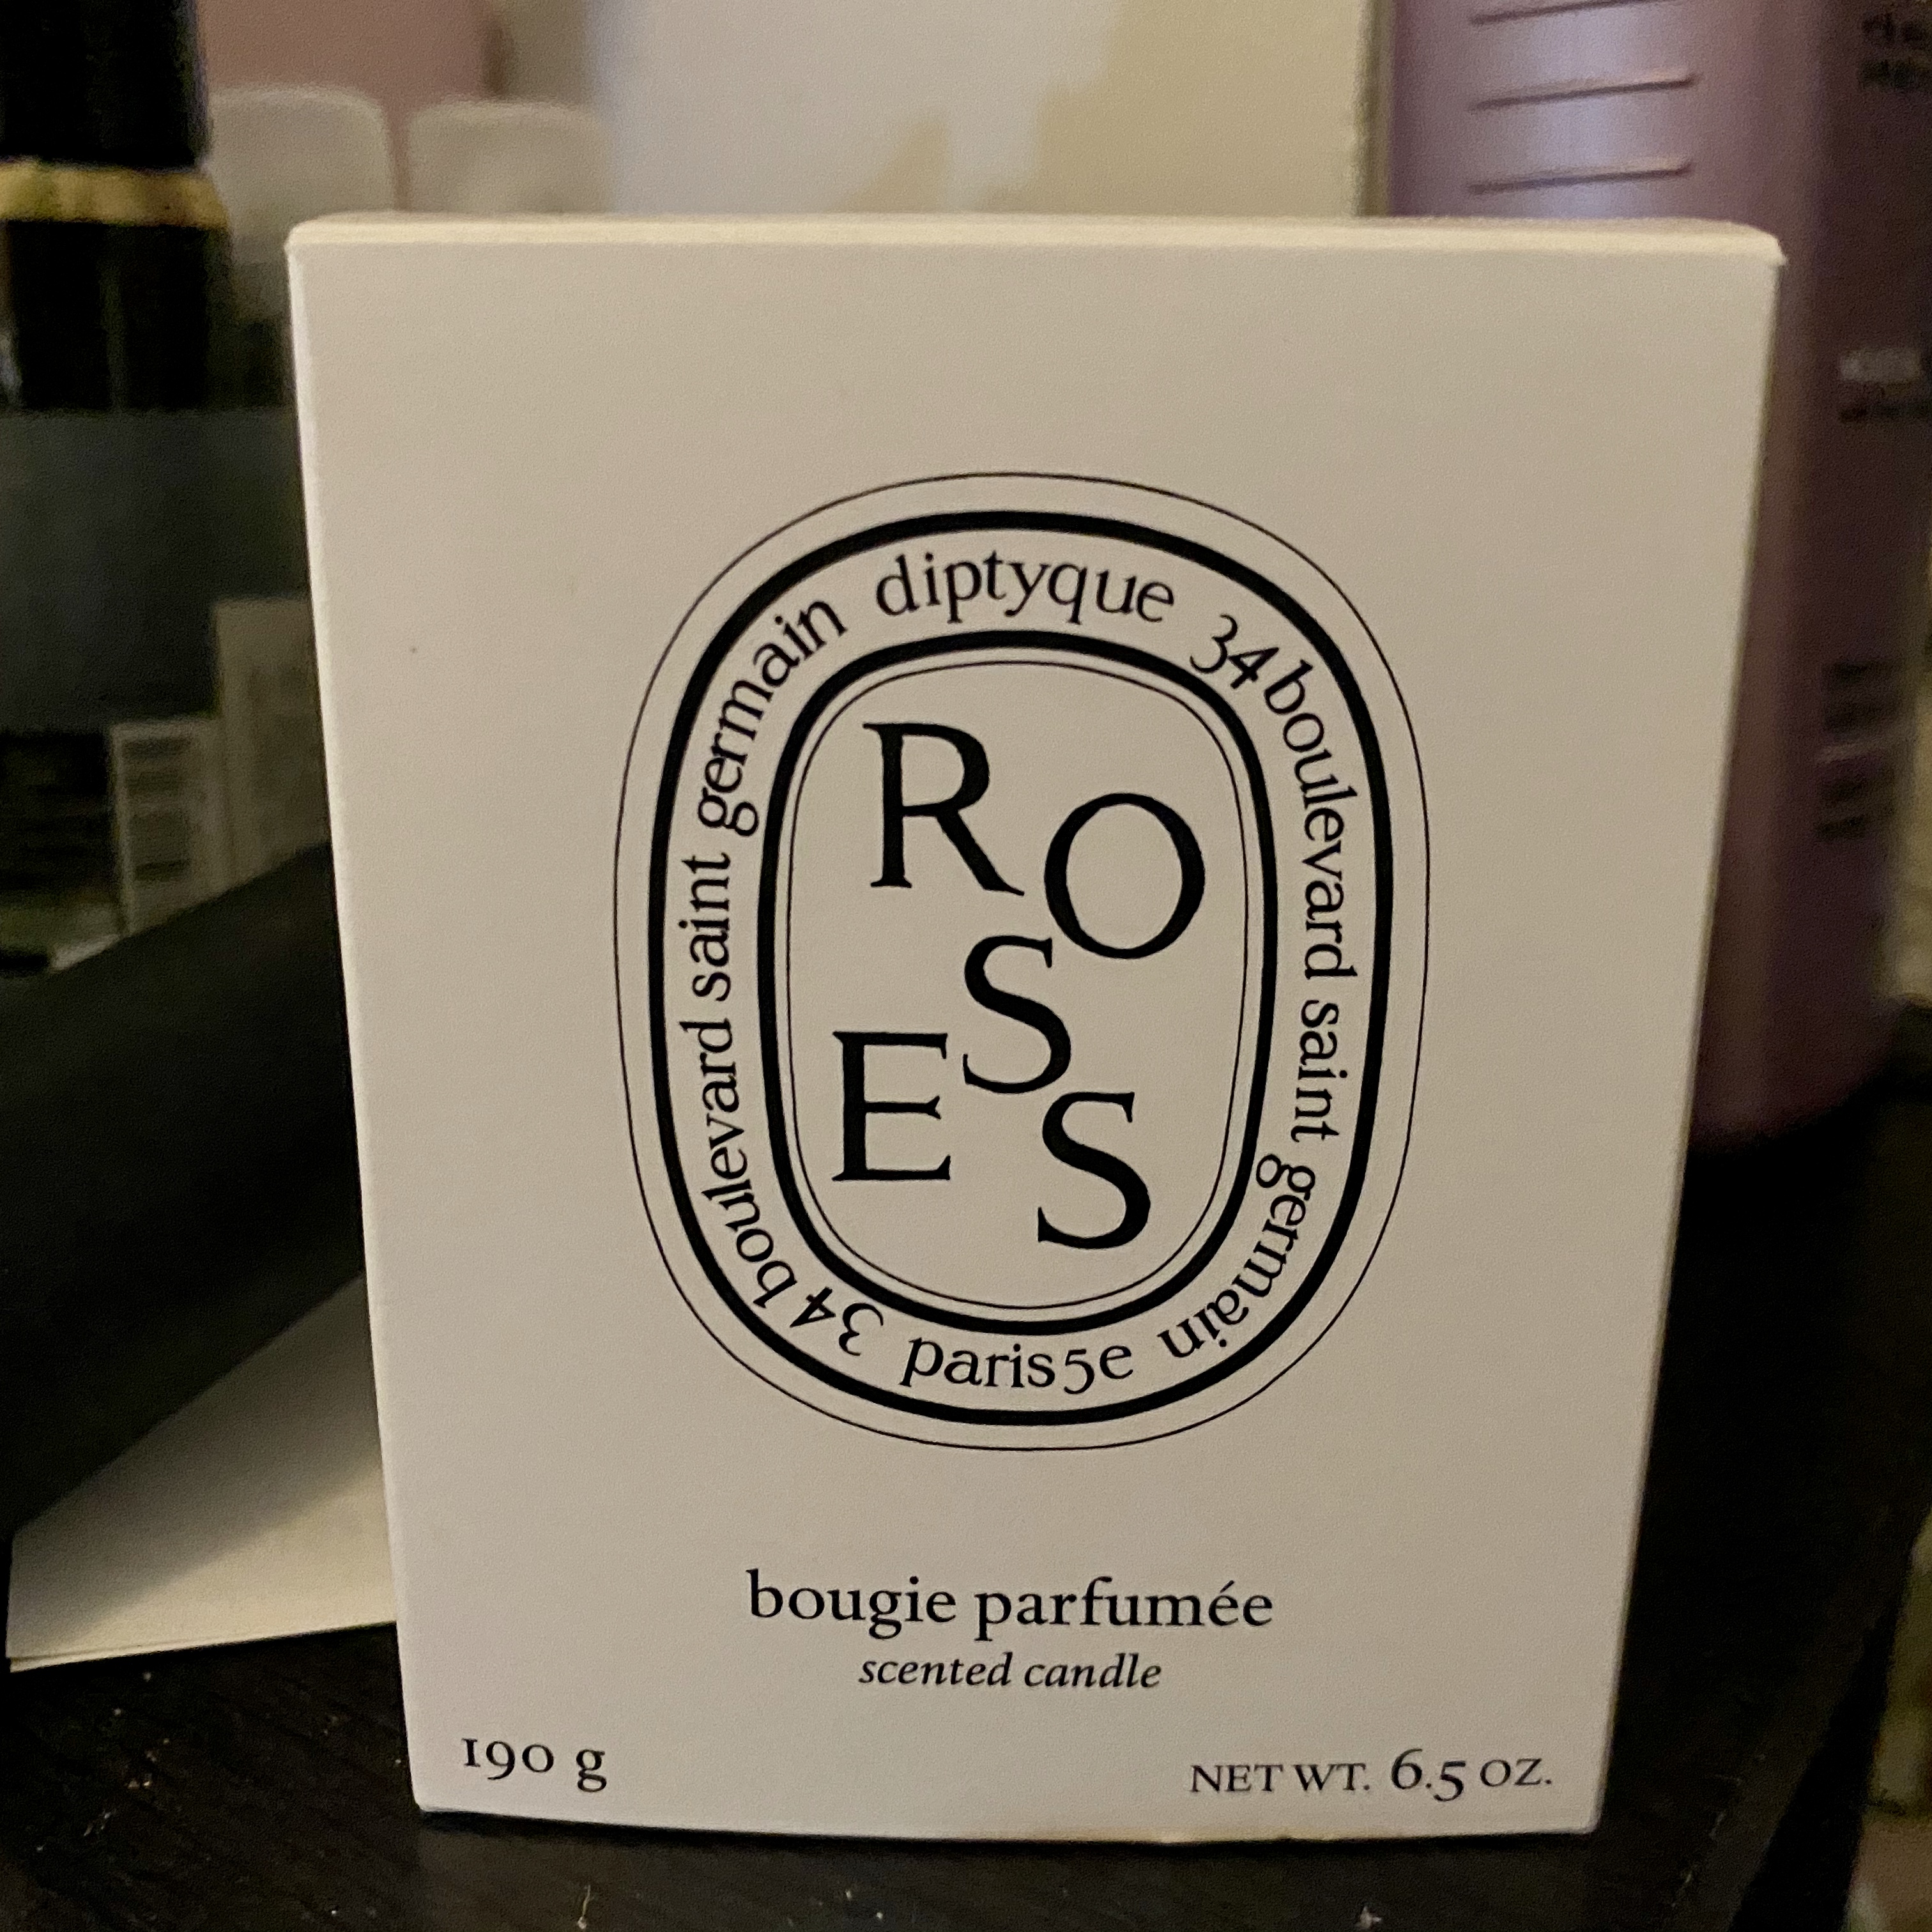 diptyque 34 boulevard saint germain
paris 5e
34 boulevard saint germain
ROSES
bougie parfumée
scented candle
190 g
NET WT. 6.5 OZ.